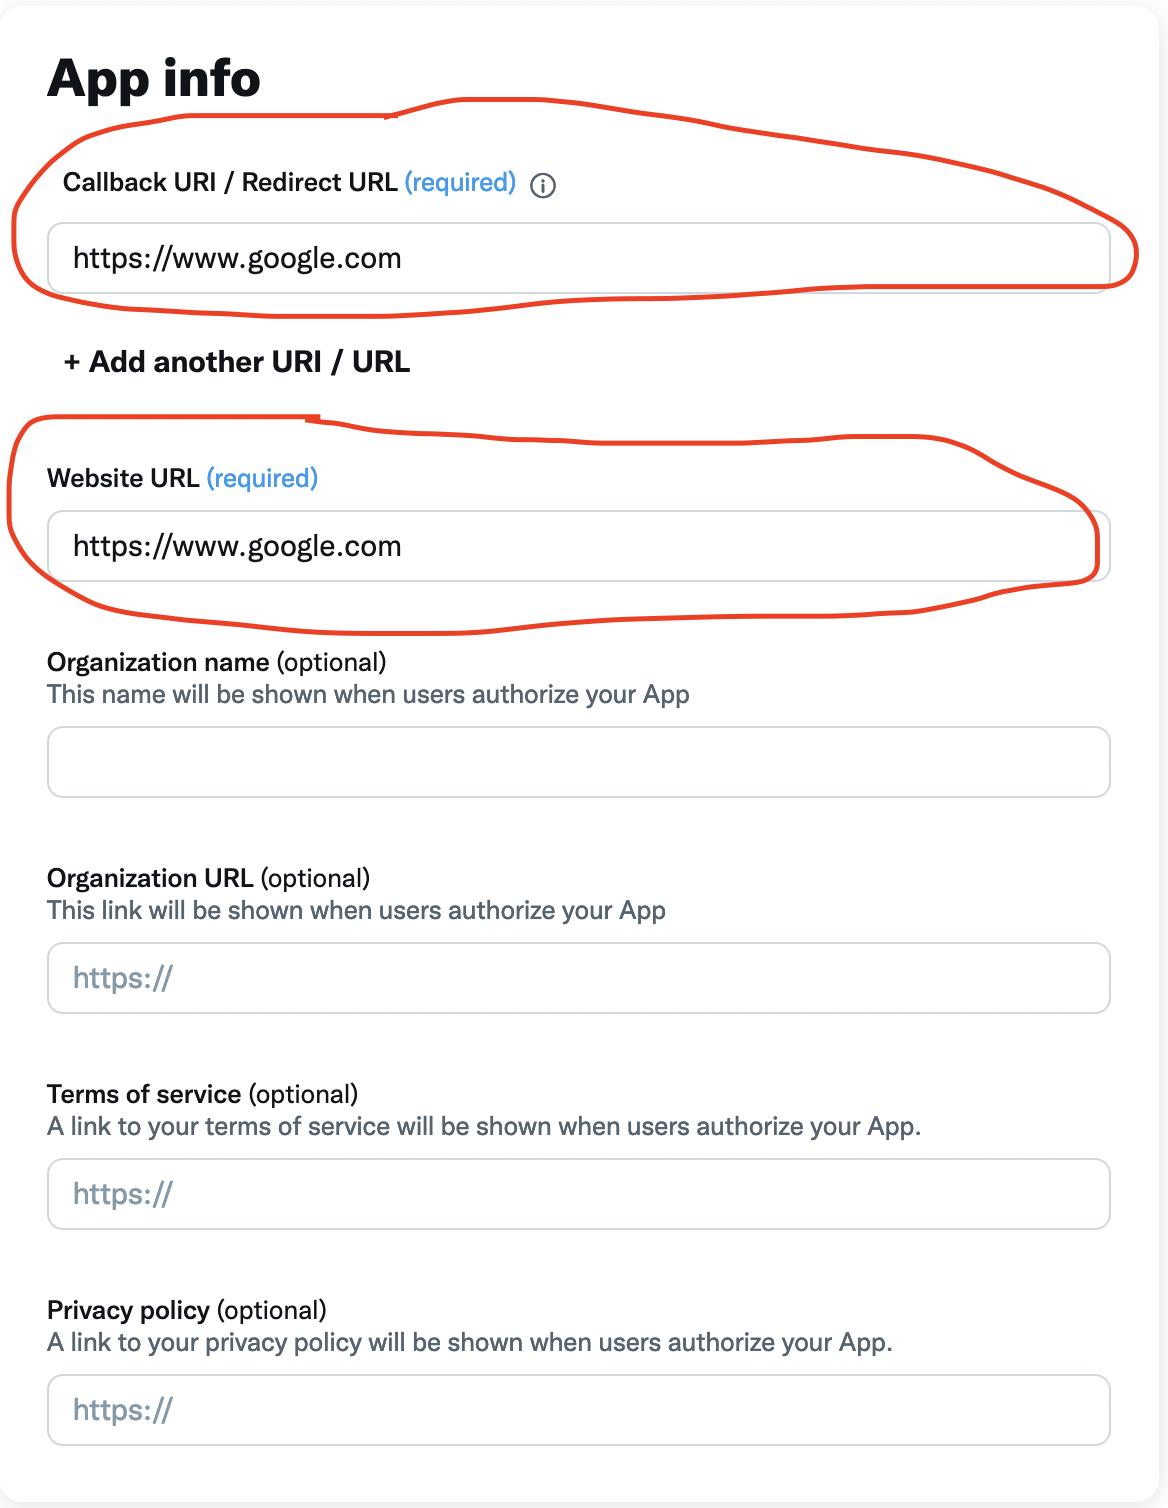 App info
Callback URI / Redirect URL (required)
https://www.google.com
+ Add another URI / URL
Website URL (required)
https://www.google.com
Organization name (optional)
This name will be shown when users authorize your App
Organization URL (optional)
This link will be shown when users authorize your App
https://
Terms of service (optional)
A link to your terms of service will be shown when users authorize your App.
https://
Privacy policy (optional)
A link to your privacy policy will be shown when users authorize your App.
https://